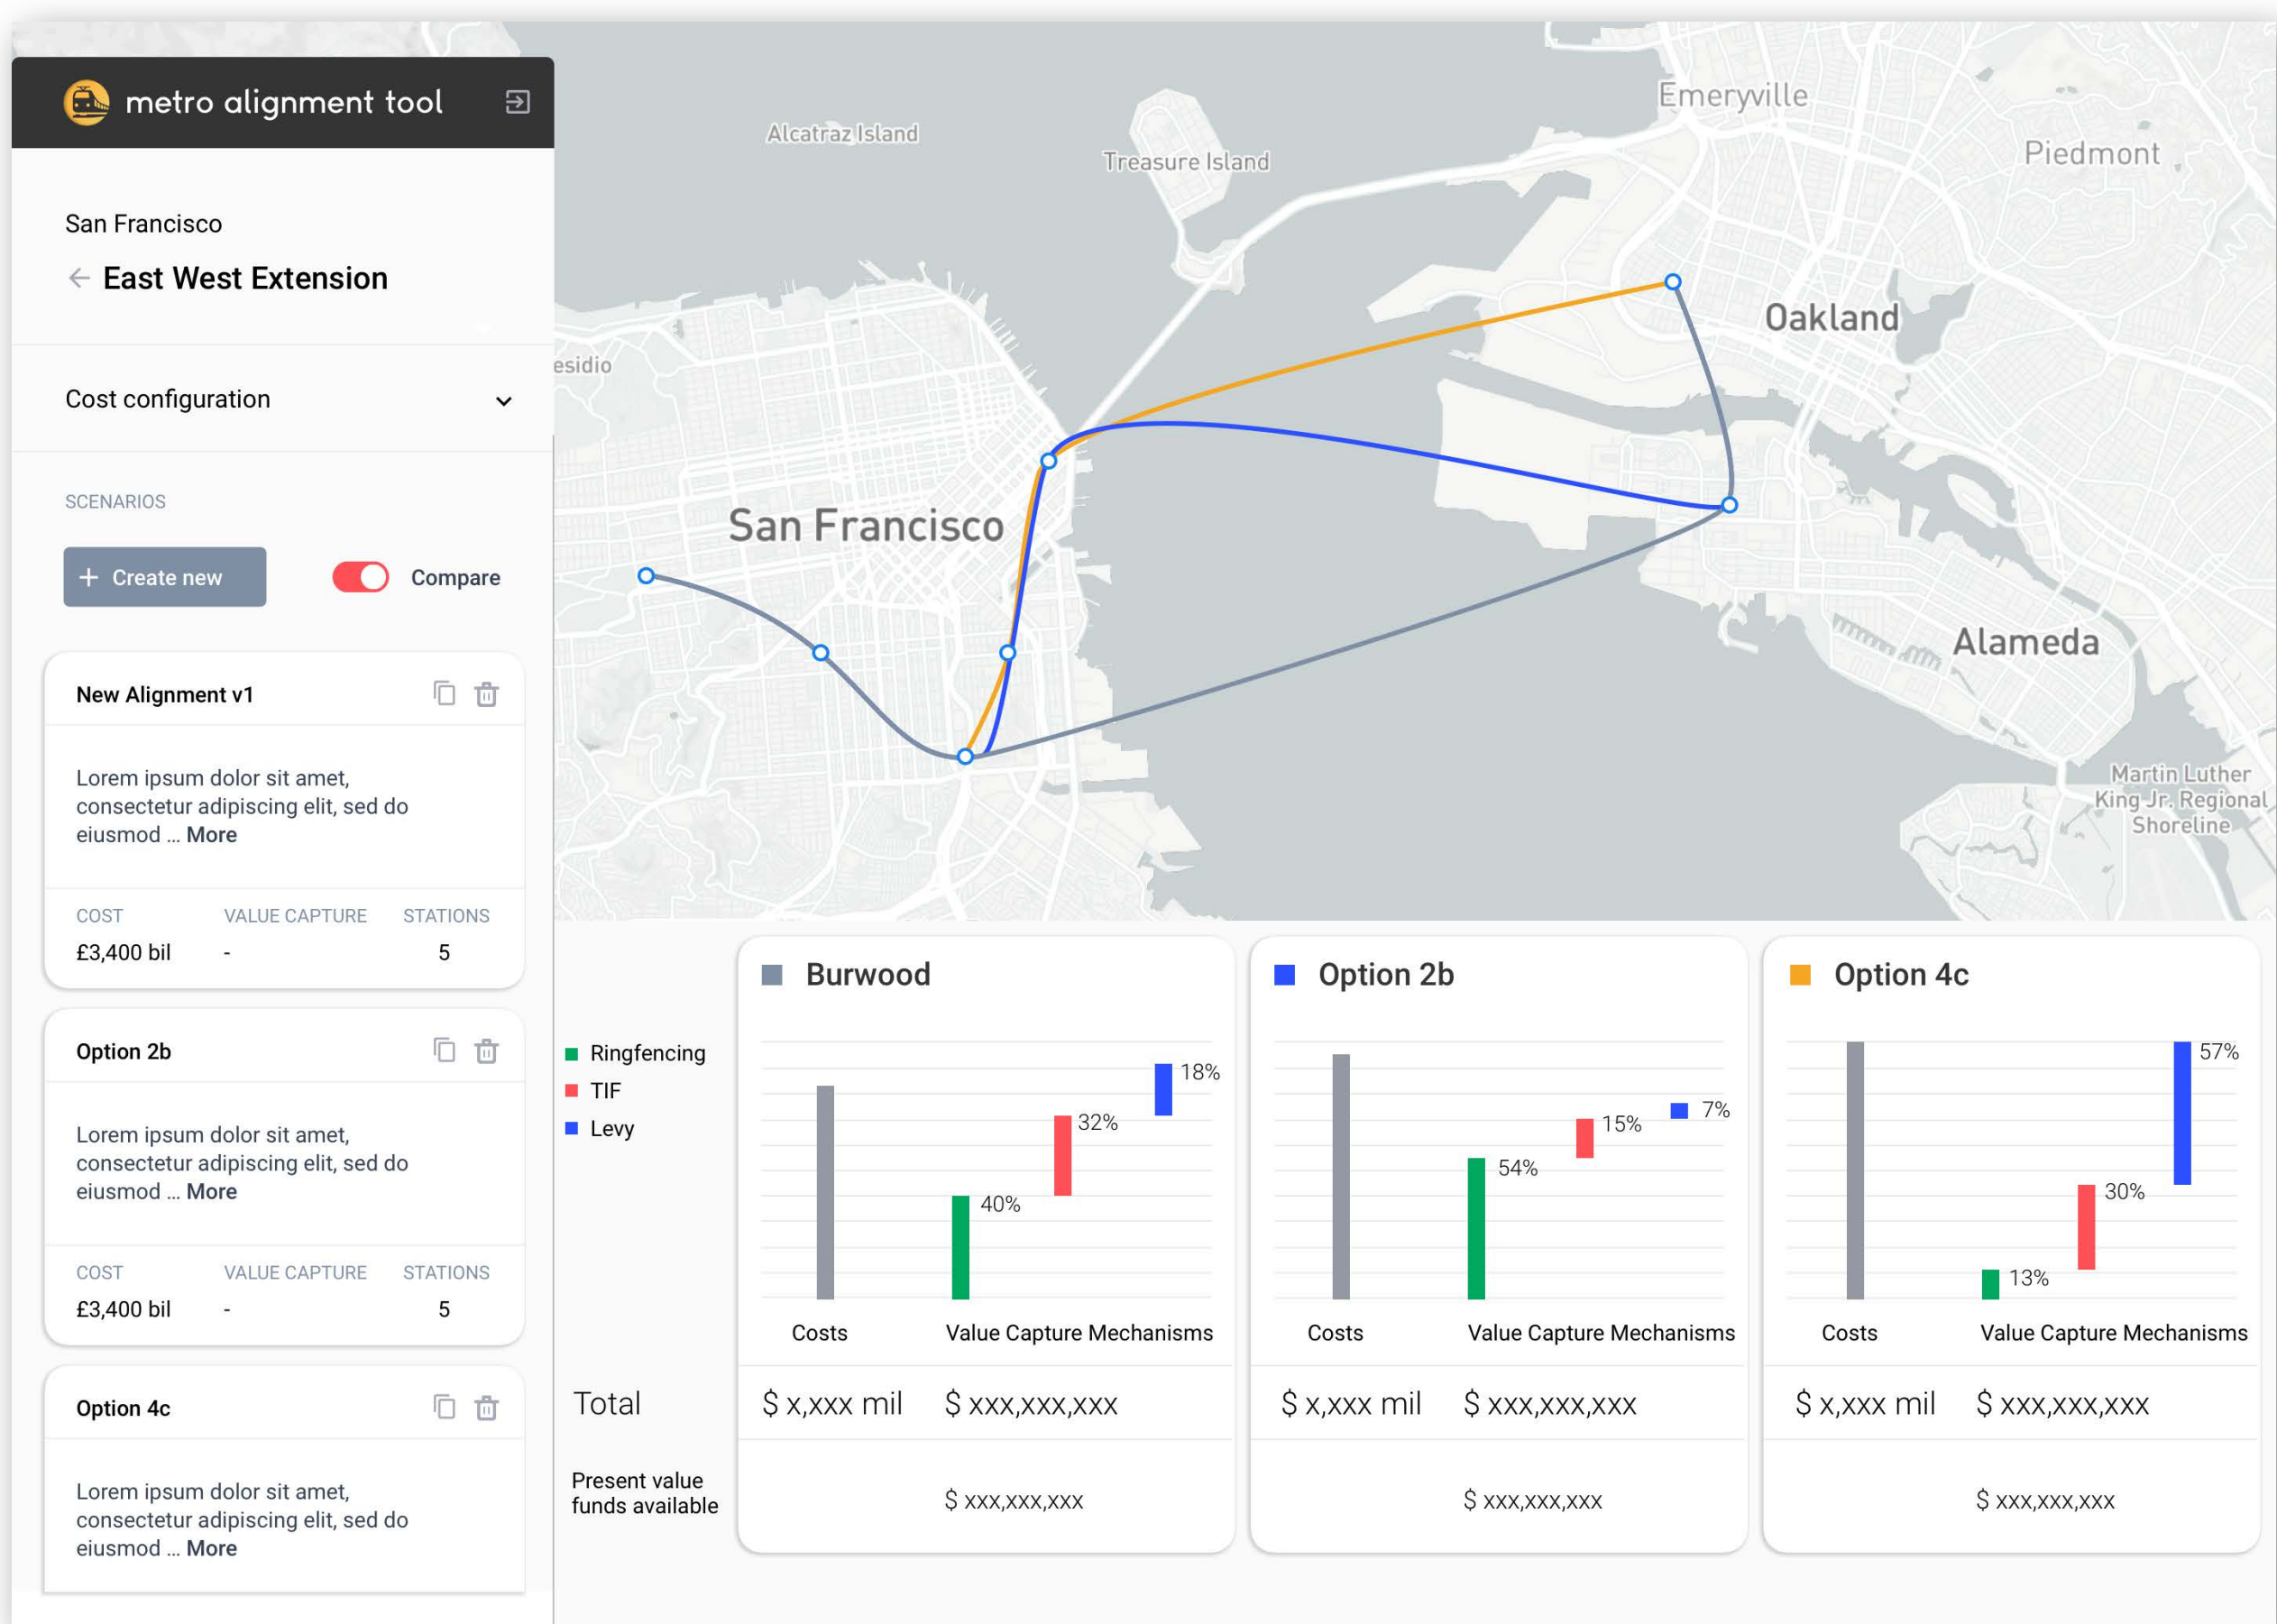 metro alignment tool
San Francisco
East West Extension
Cost configuration
SCENARIOS
+ Create new
Compare
New Alignment v1
Lorem ipsum dolor sit amet,
consectetur adipiscing elit, sed do
eiusmod ... More
COST VALUE CAPTURE STATIONS
£3,400 bil - 5
Option 2b
Lorem ipsum dolor sit amet,
consectetur adipiscing elit, sed do
eiusmod ... More
COST VALUE CAPTURE STATIONS
£3,400 bil - 5
Option 4c
Lorem ipsum dolor sit amet,
consectetur adipiscing elit, sed do
eiusmod ... More
Emeryville
Alcatraz Island
Treasure Island
Piedmont
Oakland
esidio
San Francisco
Alameda
Martin Luther
King Jr. Regional
Shoreline
Ringfencing
TIF
Levy
Burwood
18%
32%
40%
Costs Value Capture Mechanisms
Option 2b
7%
15%
54%
Costs Value Capture Mechanisms
Option 4c
57%
30%
13%
Costs Value Capture Mechanisms
Total
$ x,xxx mil $ xxx,xxx,xxx
$ x,xxx mil $ xxx,xxx,xxx
$ x,xxx mil $ xxx,xxx,xxx
Present value
funds available
$ xxx,xxx,xxx
$ xxx,xxx,xxx
$ xxx,xxx,xxx